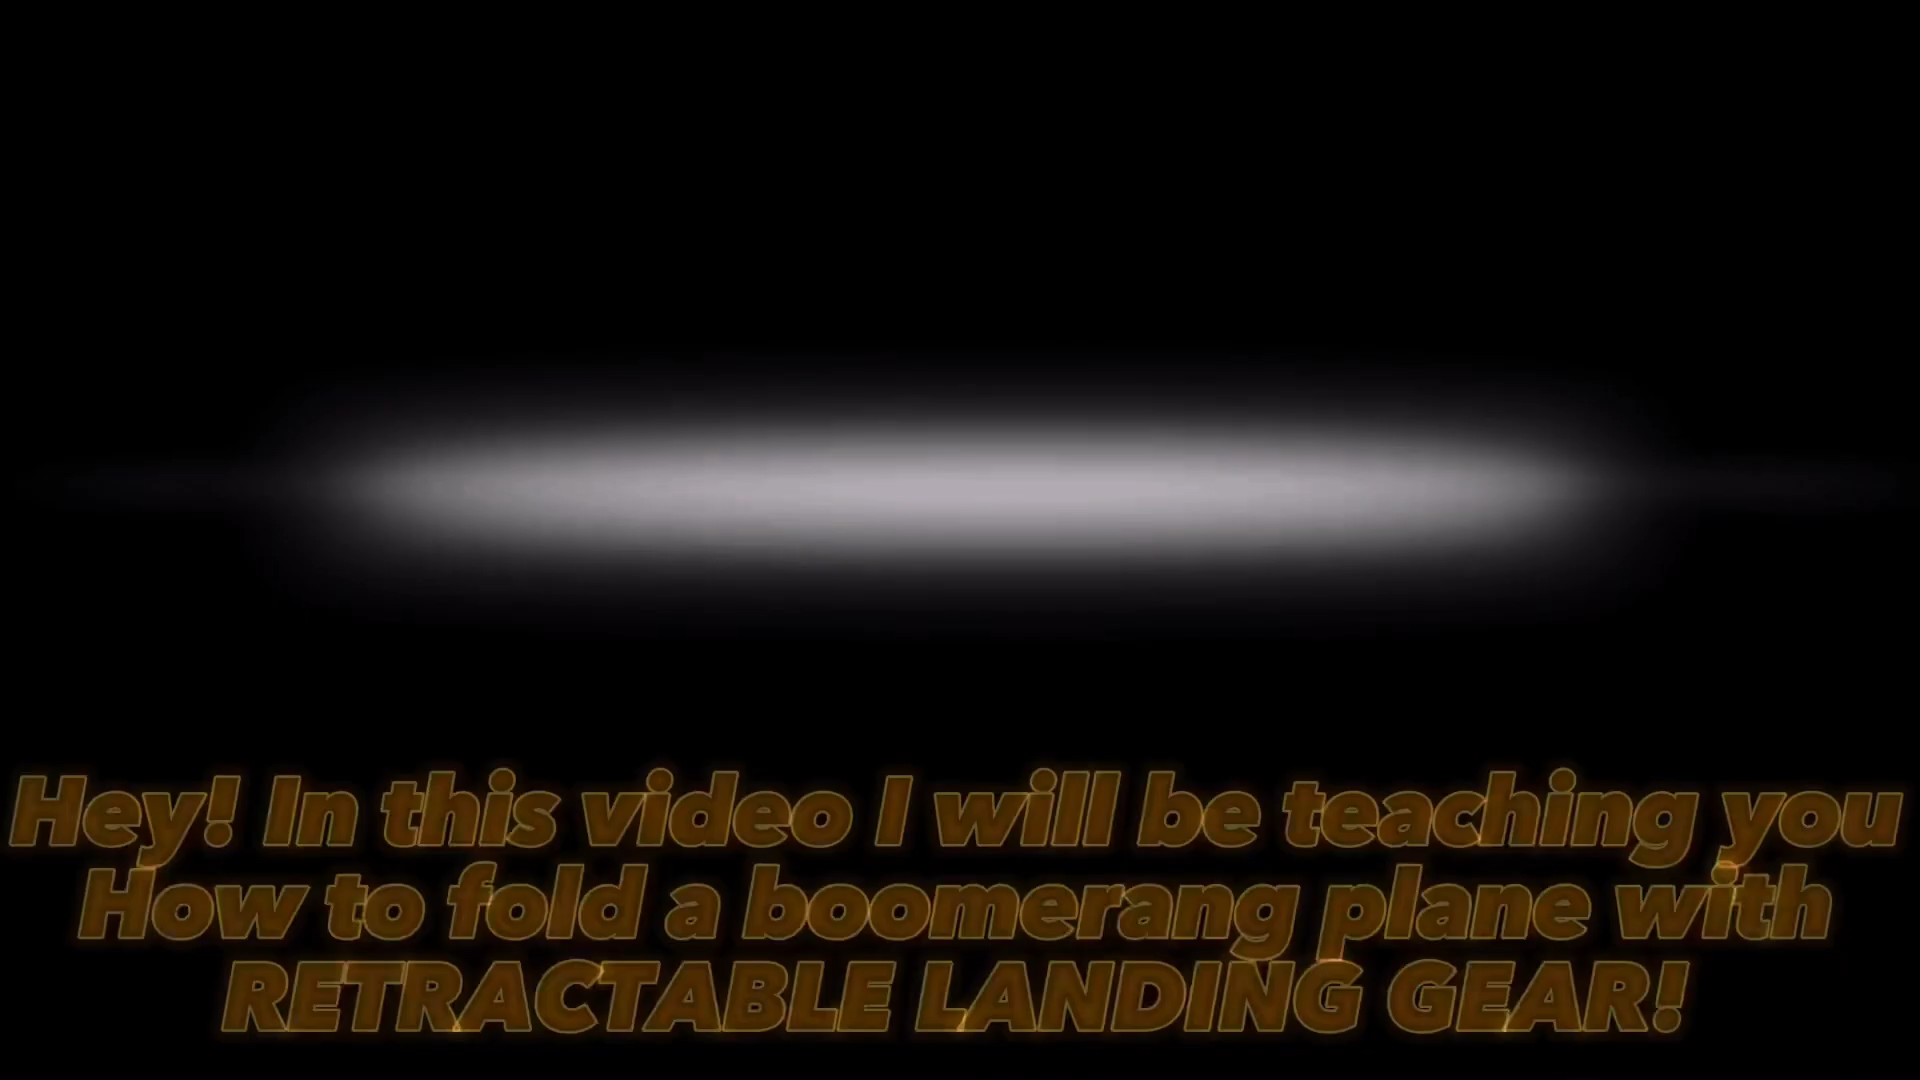 Hey! In this video I will be teaching you
How to fold a boomerang plane with
RETRACTABLE LANDING GEAR!